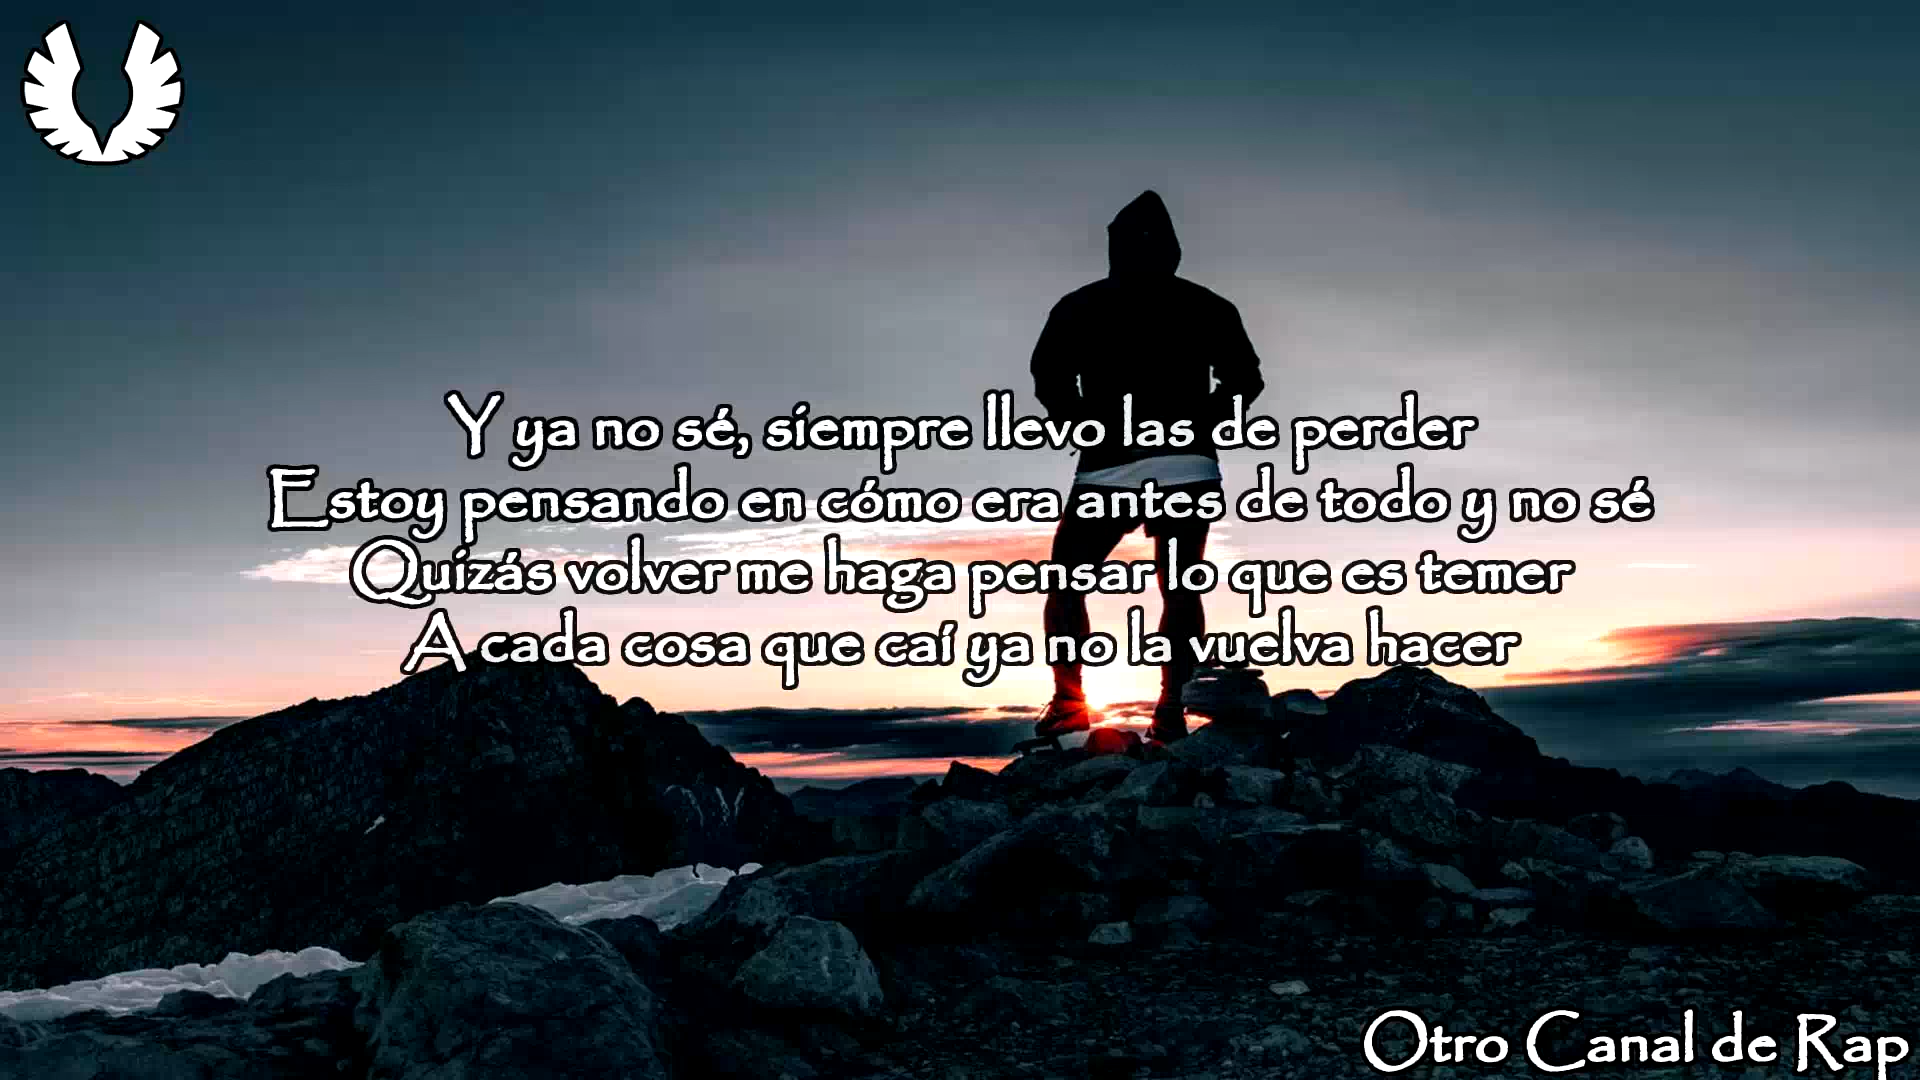 Y ya no sé, siempre llevo las de perder
Estoy pensando en cómo era antes de todo y no sé
Quizás volver me haga pensar lo que es temer
A cada cosa que caí ya no la vuelva hacer
Otro Canal de Rap